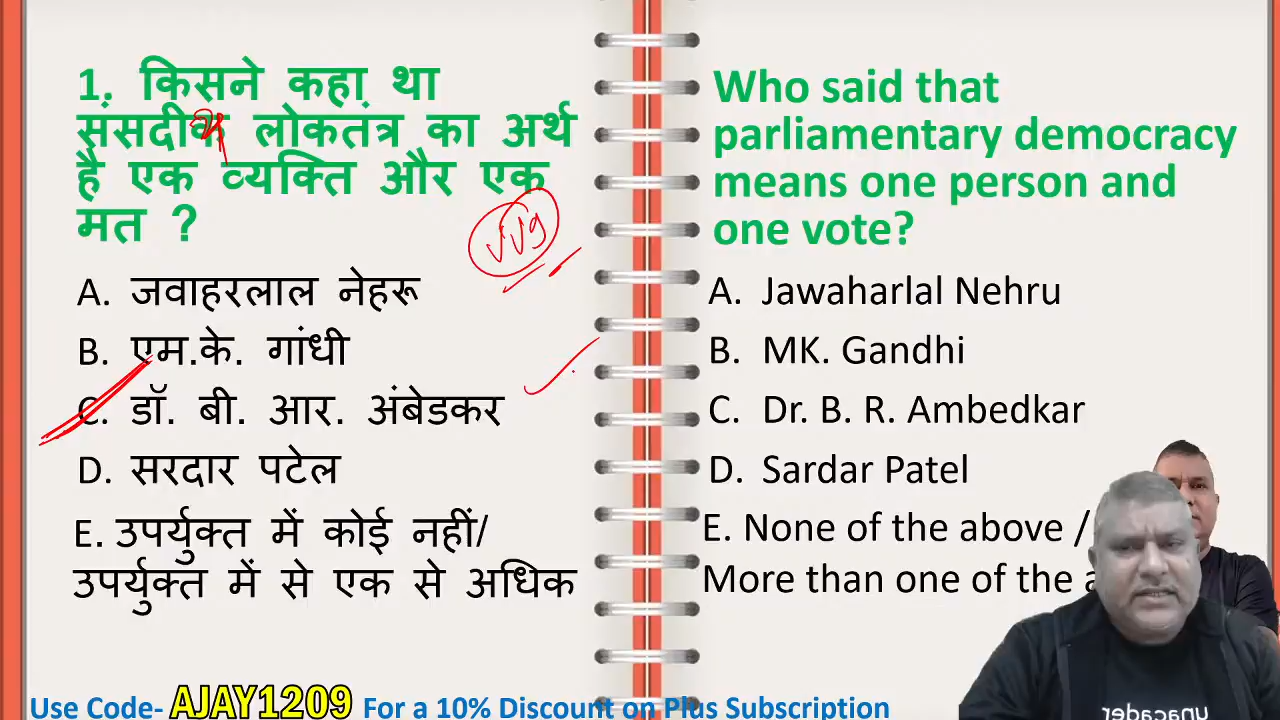 1. किसने कहा था
संसदीक लोकतंत्र का अर्थ
है एक व्यक्ति और एक
मत ?
A. जवाहरलाल नेहरू
B. एम.के. गांधी
C. डॉ. बी. आर. अंबेडकर
D. सरदार पटेल
E. उपर्युक्त में कोई नहीं/
उपर्युक्त में से एक से अधिक
Who said that
parliamentary democracy
means one person and
one vote?
A. Jawaharlal Nehru
B. MK. Gandhi
C. Dr. B. R. Ambedkar
D. Sardar Patel
E. None of the above /
More than one of the a
Use Code- AJAY1209 For a 10% Discount on Plus Subscription
unacader